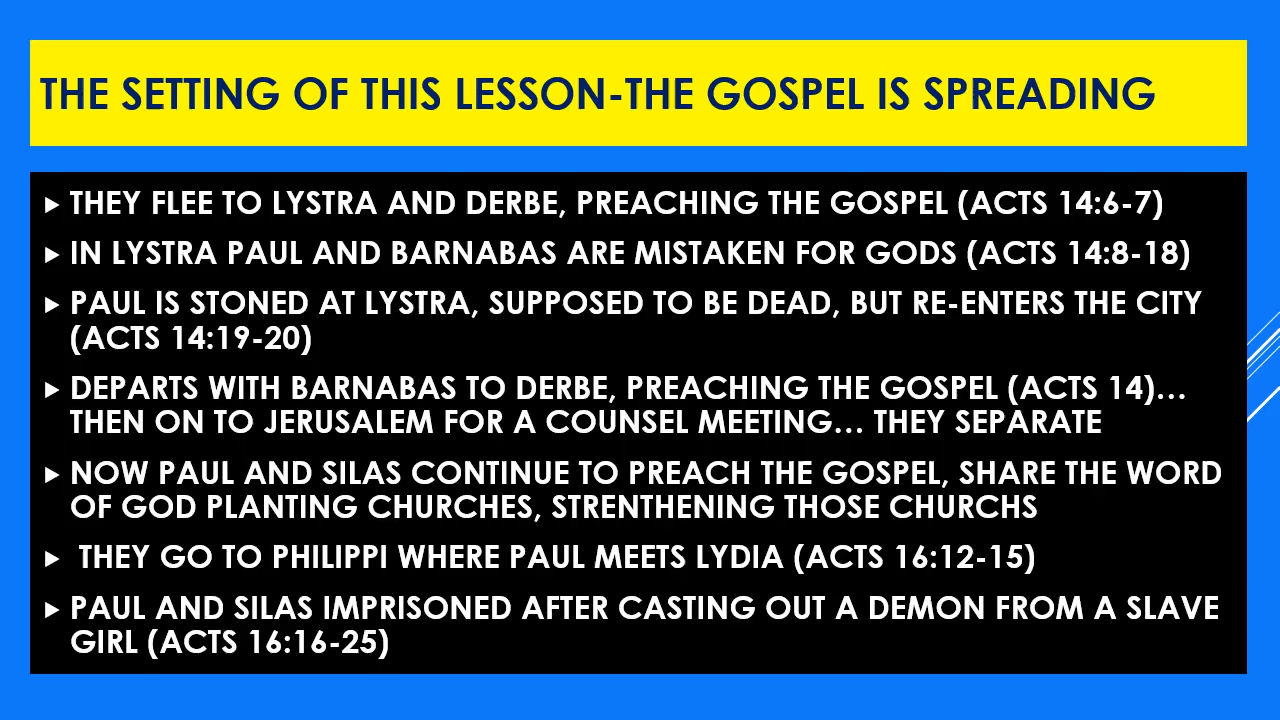 THE SETTING OF THIS LESSON-THE GOSPEL IS SPREADING
▶ THEY FLEE TO LYSTRA AND DERBE, PREACHING THE GOSPEL (ACTS 14:6-7)
▶ IN LYSTRA PAUL AND BARNABAS ARE MISTAKEN FOR GODS (ACTS 14:8-18)
▶ PAUL IS STONED AT LYSTRA, SUPPOSED TO BE DEAD, BUT RE-ENTERS THE CITY
(ACTS 14:19-20)
▶ DEPARTS WITH BARNABAS TO DERBE, PREACHING THE GOSPEL (ACTS 14)…
THEN ON TO JERUSALEM FOR A COUNSEL MEETING… THEY SEPARATE
▶ NOW PAUL AND SILAS CONTINUE TO PREACH THE GOSPEL, SHARE THE WORD
OF GOD PLANTING CHURCHES, STRENTHENING THOSE CHURCHS
▶ THEY GO TO PHILIPPI WHERE PAUL MEETS LYDIA (ACTS 16:12-15)
▶ PAUL AND SILAS IMPRISONED AFTER CASTING OUT A DEMON FROM A SLAVE
GIRL (ACTS 16:16-25)